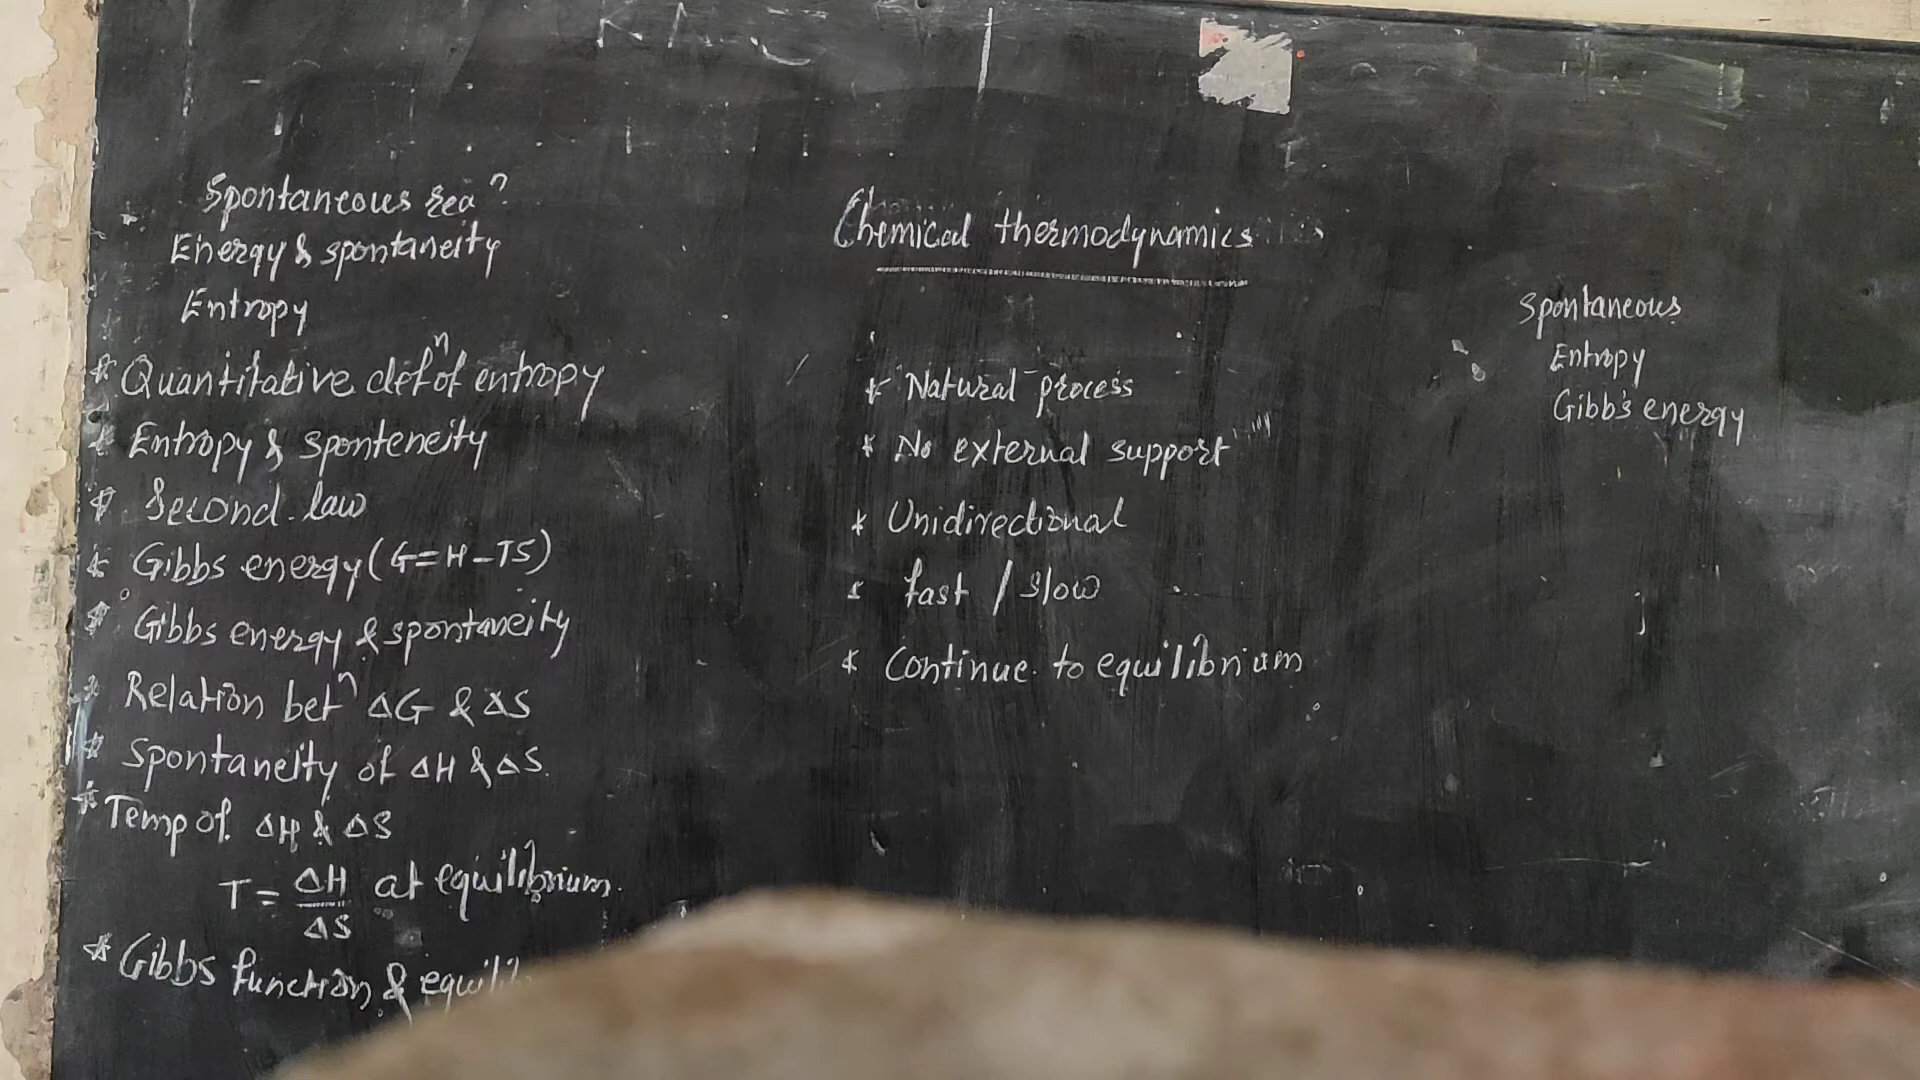 Spontaneous reaⁿ
Energy & spontaneity
Entropy
* Quantitative defⁿ of entropy
* Entropy & sponteneity
* Second law
* Gibbs energy (G=H-TS)
* Gibbs energy & spontaneity
* Relation betⁿ ΔG & ΔS
* Spontaneity of ΔH & ΔS.
* Temp of ΔH & ΔS
T = ΔH/ΔS at equilibrium.
* Gibbs function &
Chemical thermodynamics
* Natural process
* No external support
* Unidirectional
* fast / slow
* Continue to equilibrium
Spontaneous
Entropy
Gibb's energy